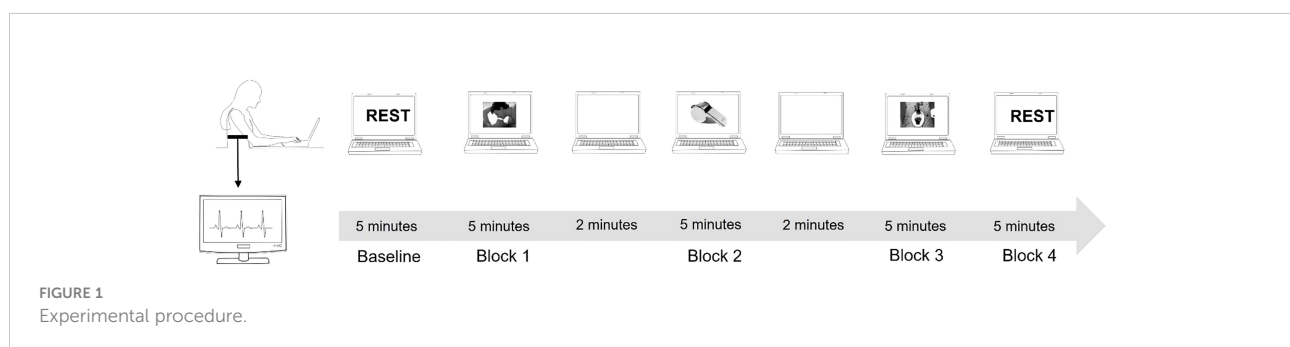 REST REST
5 minutes 5 minutes 2 minutes 5 minutes 2 minutes 5 minutes 5 minutes
Baseline Block 1 Block 2 Block 3 Block 4
FIGURE 1
Experimental procedure.